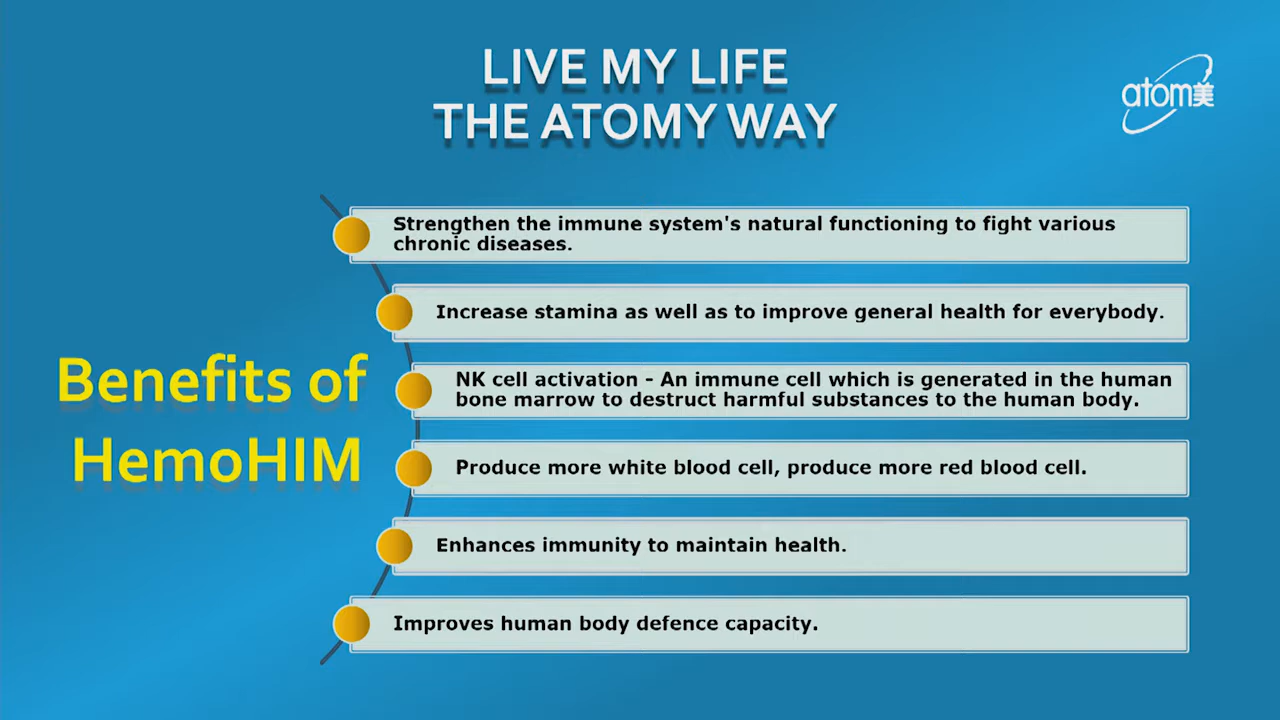 LIVE MY LIFE
THE ATOMY WAY
atom美
Benefits of
HemoHIM
Strengthen the immune system's natural functioning to fight various
chronic diseases.
Increase stamina as well as to improve general health for everybody.
NK cell activation - An immune cell which is generated in the human
bone marrow to destruct harmful substances to the human body.
Produce more white blood cell, produce more red blood cell.
Enhances immunity to maintain health.
Improves human body defence capacity.